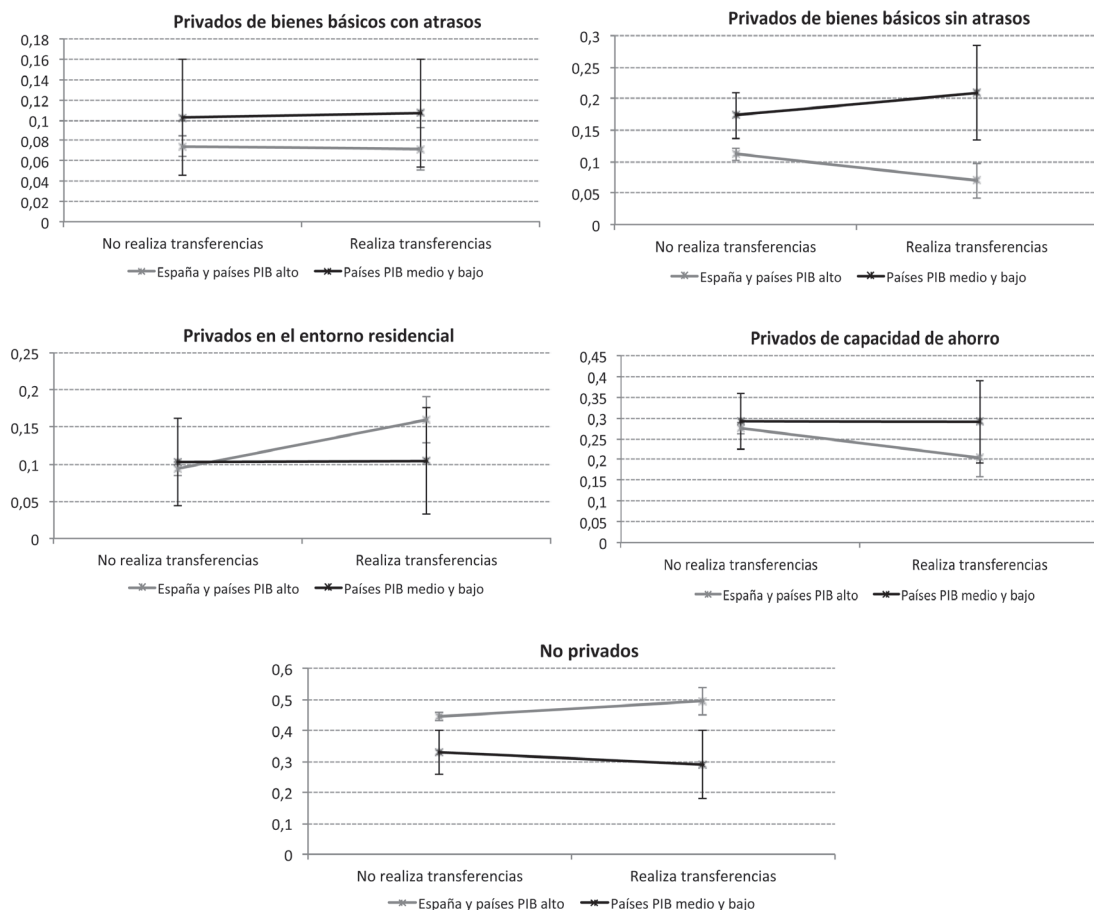 Privados de bienes básicos con atrasos
0,18
0,16
0,14
0,12
0,1
0,08
0,06
0,04
0,02
0
No realiza transferencias Realiza transferencias
España y países PIB alto Países PIB medio y bajo
Privados de bienes básicos sin atrasos
0,3
0,25
0,2
0,15
0,1
0,05
0
No realiza transferencias Realiza transferencias
España y países PIB alto Países PIB medio y bajo
Privados en el entorno residencial
0,25
0,2
0,15
0,1
0,05
0
No realiza transferencias Realiza transferencias
España y países PIB alto Países PIB medio y bajo
Privados de capacidad de ahorro
0,45
0,4
0,35
0,3
0,25
0,2
0,15
0,1
0,05
0
No realiza transferencias Realiza transferencias
España y países PIB alto Países PIB medio y bajo
No privados
0,6
0,5
0,4
0,3
0,2
0,1
0
No realiza transferencias Realiza transferencias
España y países PIB alto Países PIB medio y bajo